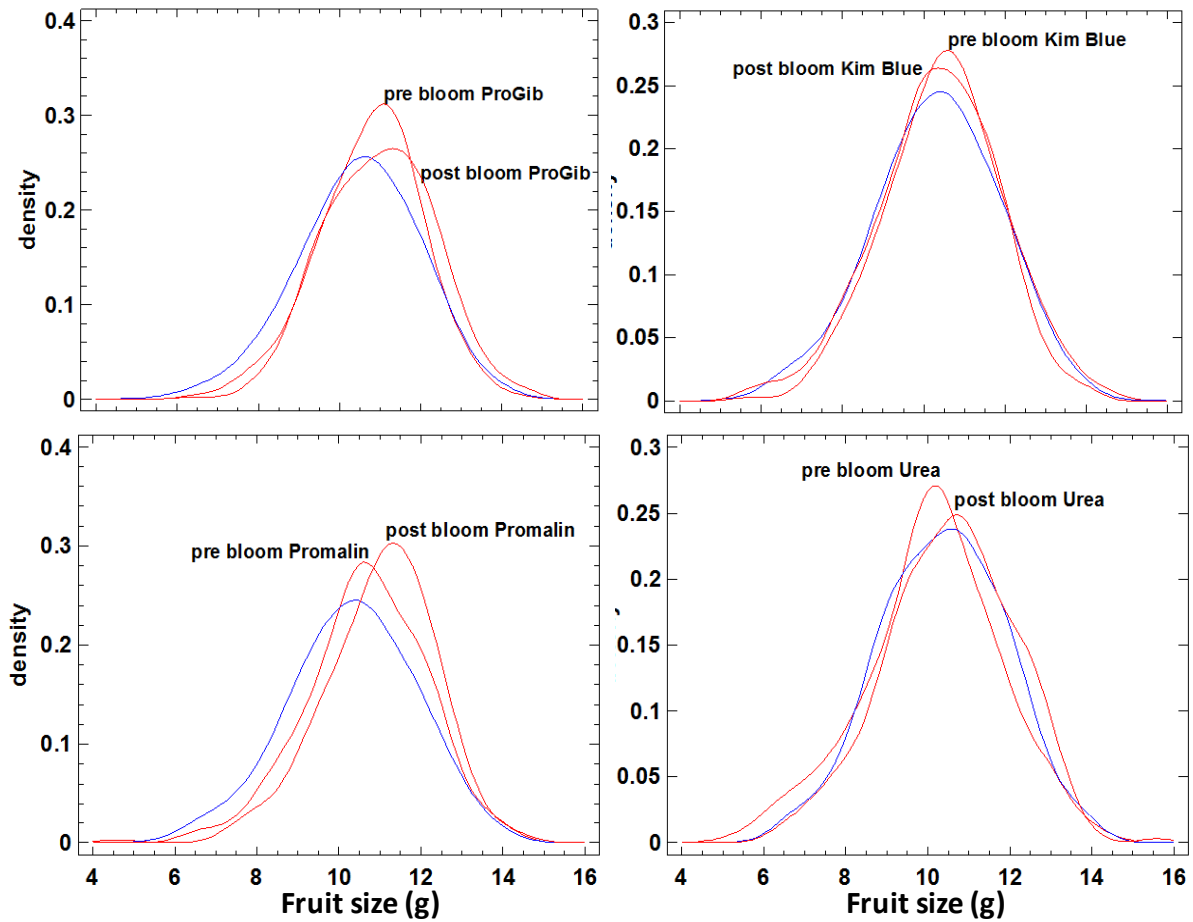 0.4
0.3
0.2
0.1
0
density
pre bloom ProGib
post bloom ProGib
0.3
0.25
0.2
0.15
0.1
0.05
0
pre bloom Kim Blue
post bloom Kim Blue
0.4
0.3
0.2
0.1
0
density
post bloom Promalin
pre bloom Promalin
4 6 8 10 12 14 16
Fruit size (g)
0.3
0.25
0.2
0.15
0.1
0.05
0
pre bloom Urea
post bloom Urea
4 6 8 10 12 14 16
Fruit size (g)